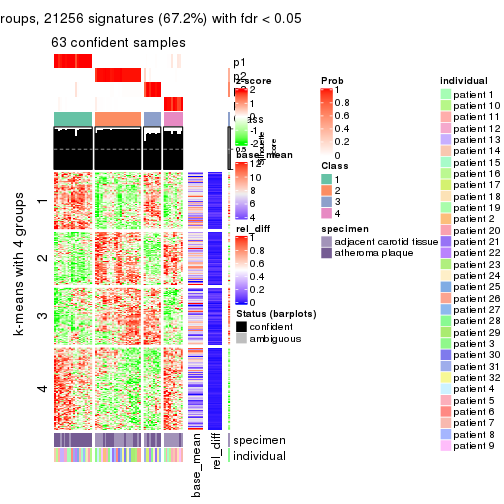 roups, 21256 signatures (67.2%) with fdr < 0.05
63 confident samples
p1
p2
k-means with 4 groups
1
2
3
4
specimen
individual
base_mean
rel_diff
z-score
2
1
0
-1
-2
base_mean
12
10
8
6
4
rel_diff
1
0.8
0.6
0.4
0.2
0
Status (barplots)
confident
ambiguous
Prob
1
0.8
0.6
0.4
0.2
0
Class
1
2
3
4
specimen
adjacent carotid tissue
atheroma plaque
individual
patient 1
patient 10
patient 11
patient 12
patient 13
patient 14
patient 15
patient 16
patient 17
patient 18
patient 19
patient 2
patient 20
patient 21
patient 22
patient 23
patient 24
patient 25
patient 26
patient 27
patient 28
patient 29
patient 3
patient 30
patient 31
patient 32
patient 4
patient 5
patient 6
patient 7
patient 8
patient 9